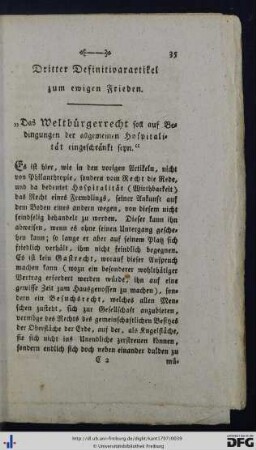 35
Dritter Definitivartikel
zum ewigen Frieden.
„Das Weltbürgerrecht soll auf Be-
dingungen der allgemeinen Hospitali-
tät eingeschränkt seyn.“
Es ist hier, wie in den vorigen Artikeln, nicht
von Philanthropie, sondern vom Recht die Rede,
und da bedeutet Hospitalität (Wirthbarkeit)
das Recht eines Fremdlings, seiner Ankunft auf
dem Boden eines andern wegen, von diesem nicht
feindselig behandelt zu werden. Dieser kann ihn
abweisen, wenn es ohne seinen Untergang gesche-
hen kann; so lange er aber auf seinem Platz sich
friedlich verhält, ihm nicht feindlich begegnen.
Es ist kein Gastrecht, worauf dieser Anspruch
machen kann (wozu ein besonderer wohlthätiger
Vertrag erfordert werden würde, ihn auf eine
gewisse Zeit zum Hausgenossen zu machen), son-
dern ein Besuchsrecht, welches allen Men-
schen zusteht, sich zur Gesellschaft anzubieten,
vermöge des Rechts des gemeinschaftlichen Besitzes
der Oberfläche der Erde, auf der, als Kugelfläche,
sie sich nicht ins Unendliche zerstreuen können,
sondern endlich sich doch neben einander dulden zu
C 2 mü-
http://dl.ub.uni-freiburg.de/diglit/kant1797/0039
© Universitätsbibliothek Freiburg
gefördert durch die
DFG